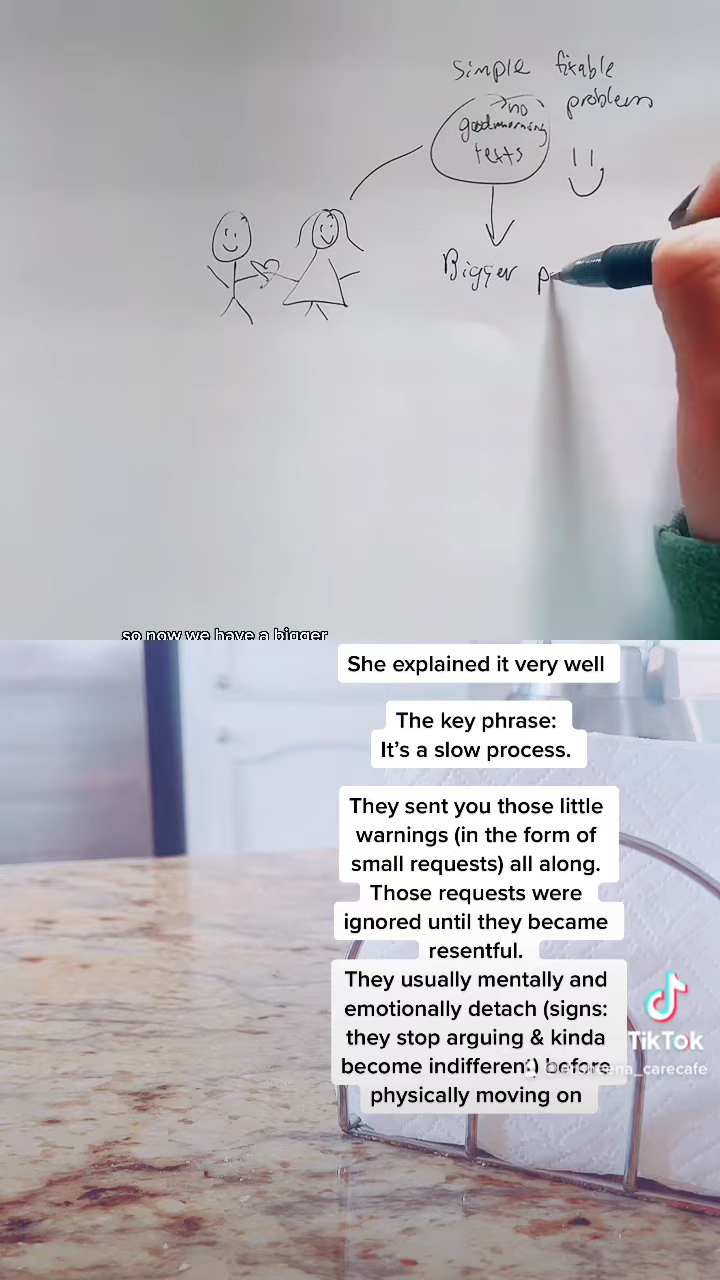 simple fixable
problems
no
goodmorning
texts
Bigger p
so now we have a bigger
She explained it very well
The key phrase:
It's a slow process.
They sent you those little
warnings (in the form of
small requests) all along.
Those requests were
ignored until they became
resentful.
They usually mentally and
emotionally detach (signs:
they stop arguing & kinda
become indifferent) before
physically moving on
TikTok